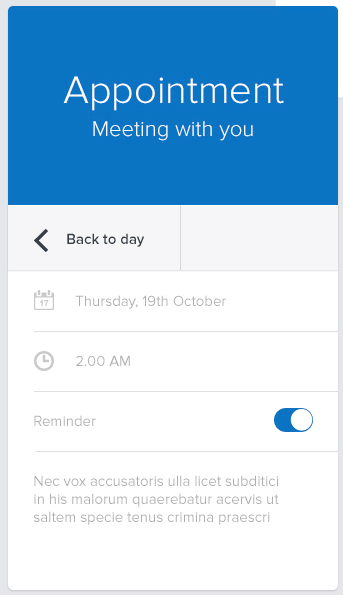 Appointment
Meeting with you
Back to day
17
Thursday, 19th October
2.00 AM
Reminder
Nec vox accusatoris ulla licet subditici
in his malorum quaerebatur acervis ut
saltem specie tenus crimina praescri